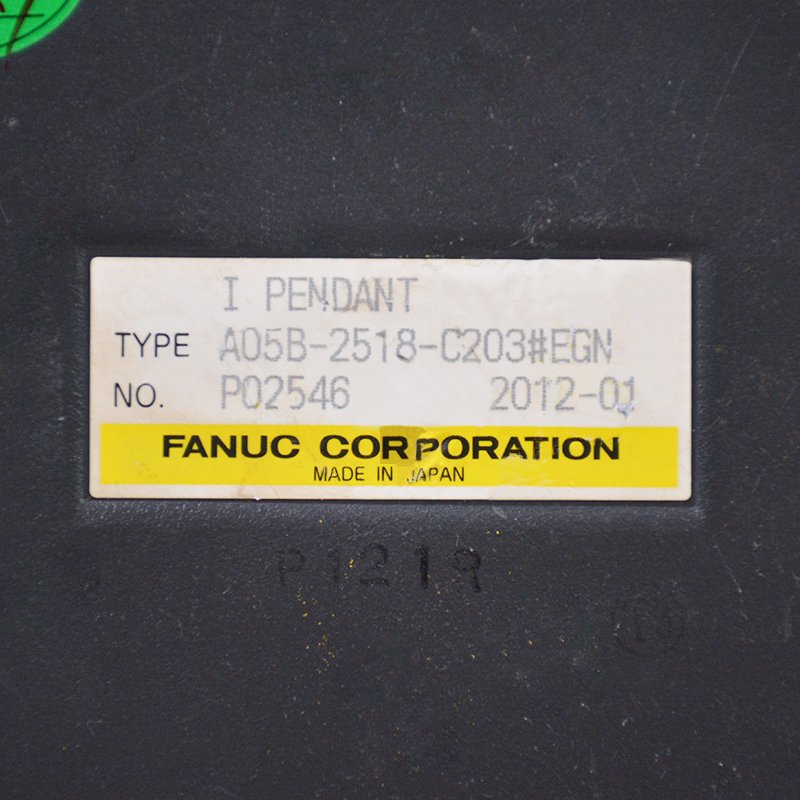 I PENDANT
TYPE A05B-2518-C203#EGN
NO. P02546 2012-01
FANUC CORPORATION
MADE IN JAPAN
P121R